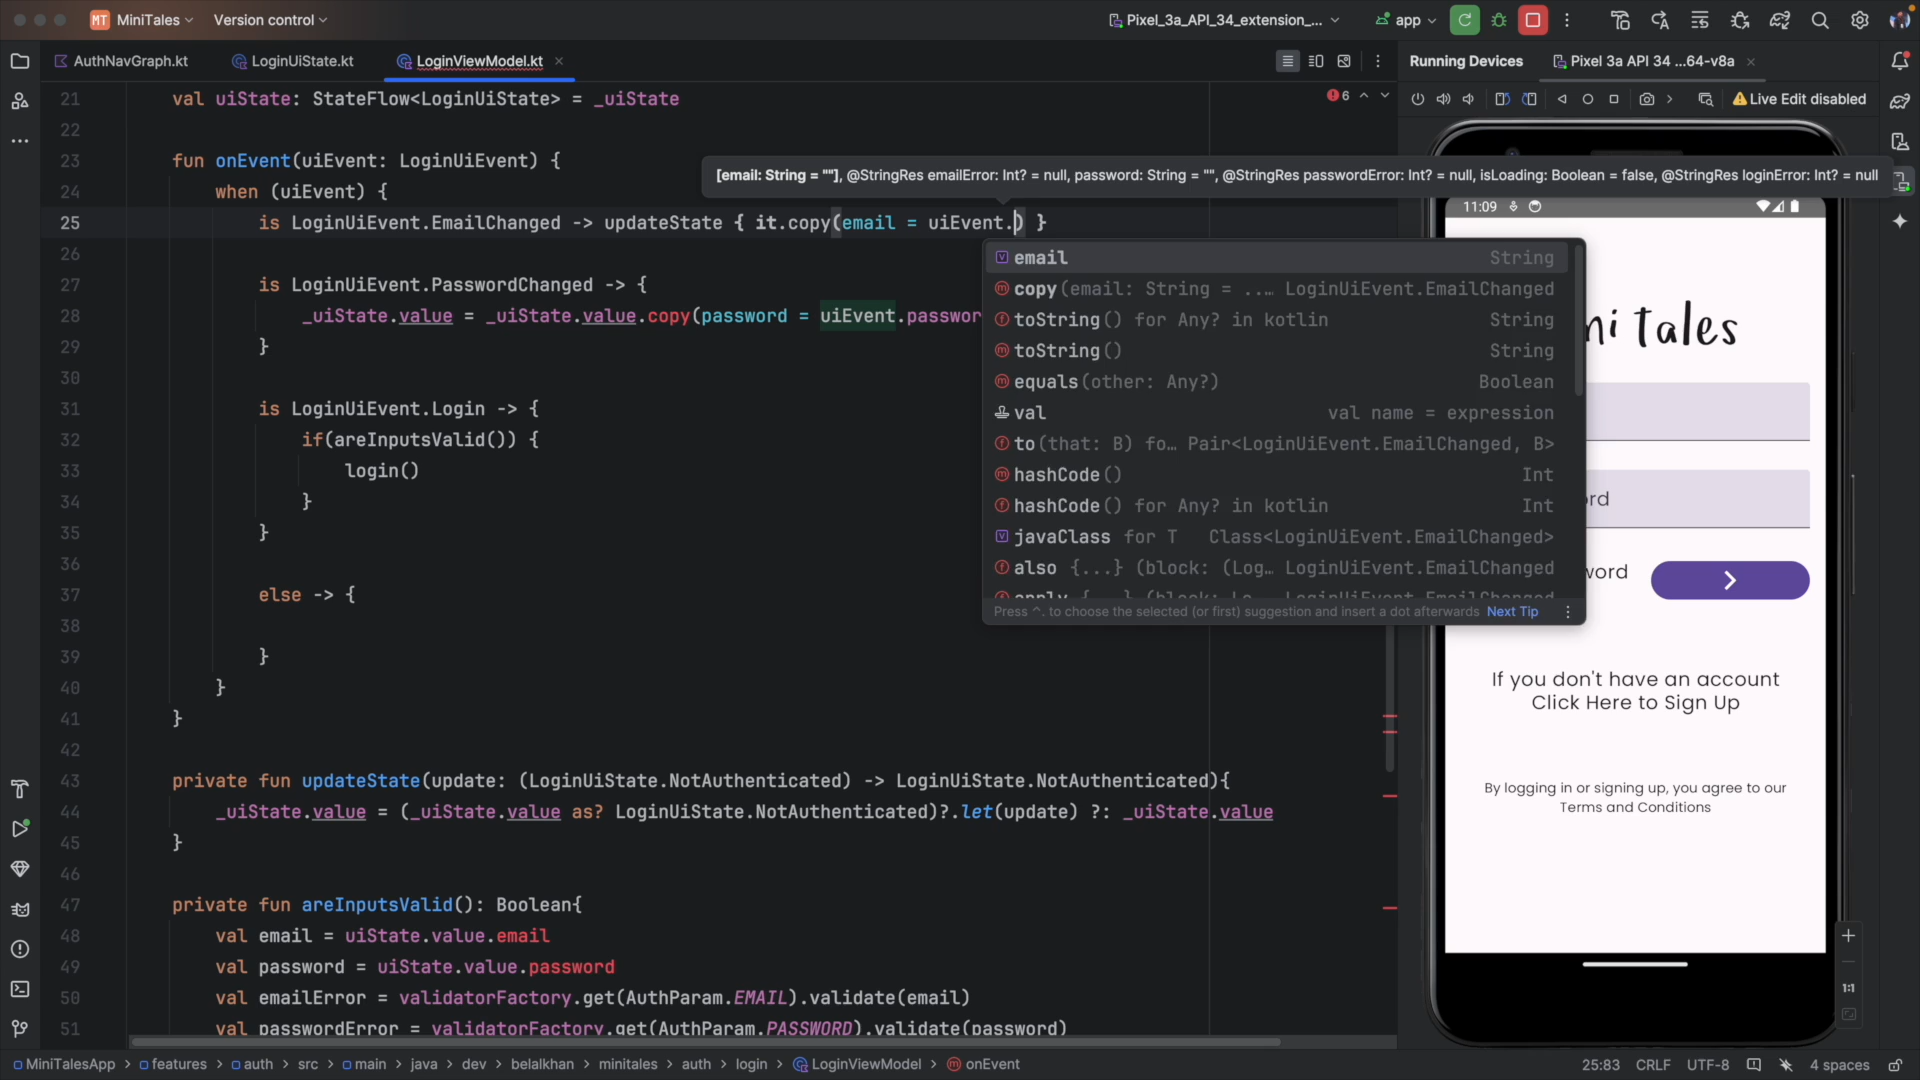 MT MiniTales Version control Pixel_3a_API_34_extension_... app
AuthNavGraph.kt LoginUiState.kt LoginViewModel.kt Running Devices Pixel 3a API 34 ...64-v8a
Live Edit disabled
6
21 val uiState: StateFlow<LoginUiState> = _uiState
22
23 fun onEvent(uiEvent: LoginUiEvent) {
[email: String = ""], @StringRes emailError: Int? = null, password: String = "", @StringRes passwordError: Int? = null, isLoading: Boolean = false, @StringRes loginError: Int? = null
24 when (uiEvent) {
25 is LoginUiEvent.EmailChanged -> updateState { it.copy(email = uiEvent.) }
26
27 is LoginUiEvent.PasswordChanged -> {
28 _uiState.value = _uiState.value.copy(password = uiEvent.passwor
29 }
30
31 is LoginUiEvent.Login -> {
32 if(areInputsValid()) {
33 login()
34 }
35 }
36
37 else -> {
38
39 }
40 }
41 }
42
43 private fun updateState(update: (LoginUiState.NotAuthenticated) -> LoginUiState.NotAuthenticated){
44 _uiState.value = (_uiState.value as? LoginUiState.NotAuthenticated)?.let(update) ?: _uiState.value
45 }
46
47 private fun areInputsValid(): Boolean{
48 val email = uiState.value.email
49 val password = uiState.value.password
50 val emailError = validatorFactory.get(AuthParam.EMAIL).validate(email)
51 val passwordError = validatorFactory.get(AuthParam.PASSWORD).validate(password)
email String
copy(email: String = ..… LoginUiEvent.EmailChanged
toString() for Any? in kotlin String
toString() String
equals(other: Any?) Boolean
val val name = expression
to(that: B) fo… Pair<LoginUiEvent.EmailChanged, B>
hashCode() Int
hashCode() for Any? in kotlin Int
javaClass for T Class<LoginUiEvent.EmailChanged>
also {...} (block: (Log… LoginUiEvent.EmailChanged
apply {...} (block: Lo… LoginUiEvent.EmailChanged
Press ^. to choose the selected (or first) suggestion and insert a dot afterwards Next Tip
11:09
ni tales
rd
word
If you don't have an account
Click Here to Sign Up
By logging in or signing up, you agree to our
Terms and Conditions
1:1
MiniTalesApp > features > auth > src > main > java > dev > belalkhan > minitales > auth > login > LoginViewModel > onEvent 25:83 CRLF UTF-8 4 spaces